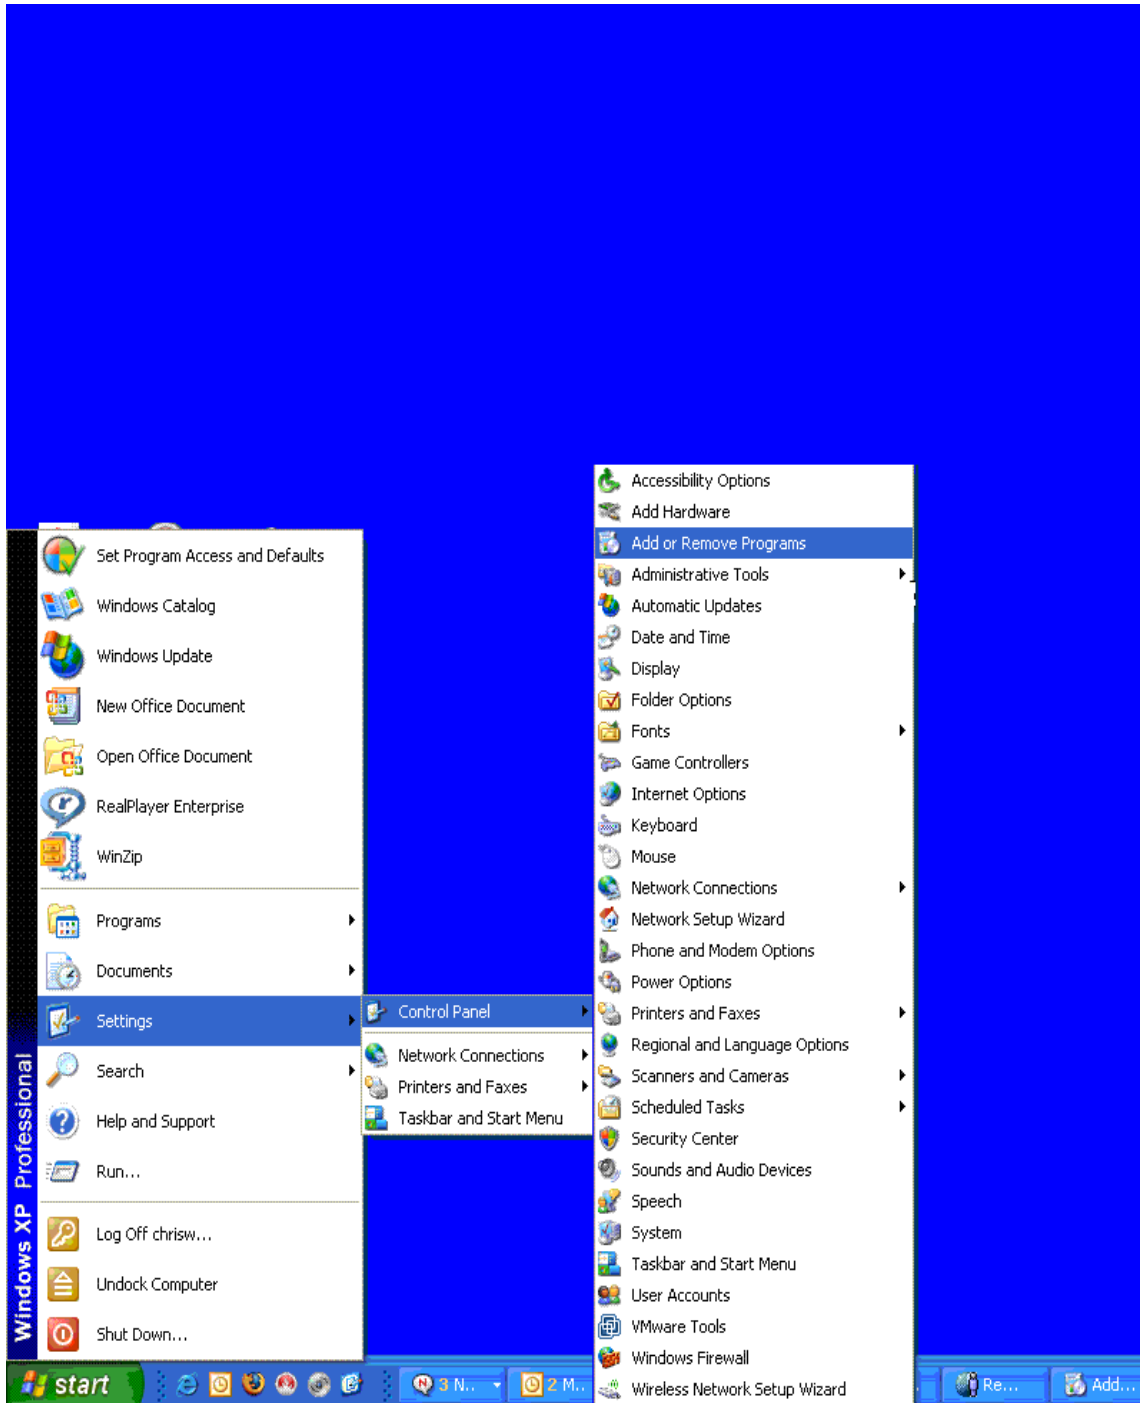 Set Program Access and Defaults
Windows Catalog
Windows Update
New Office Document
Open Office Document
RealPlayer Enterprise
WinZip
Programs
Documents
Settings
Search
Help and Support
Run...
Log Off chrisw...
Undock Computer
Shut Down...
Windows XP Professional
Control Panel
Network Connections
Printers and Faxes
Taskbar and Start Menu
Accessibility Options
Add Hardware
Add or Remove Programs
Administrative Tools
Automatic Updates
Date and Time
Display
Folder Options
Fonts
Game Controllers
Internet Options
Keyboard
Mouse
Network Connections
Network Setup Wizard
Phone and Modem Options
Power Options
Printers and Faxes
Regional and Language Options
Scanners and Cameras
Scheduled Tasks
Security Center
Sounds and Audio Devices
Speech
System
Taskbar and Start Menu
User Accounts
VMware Tools
Windows Firewall
Wireless Network Setup Wizard
start
3 N..
2 M..
Re...
Add...